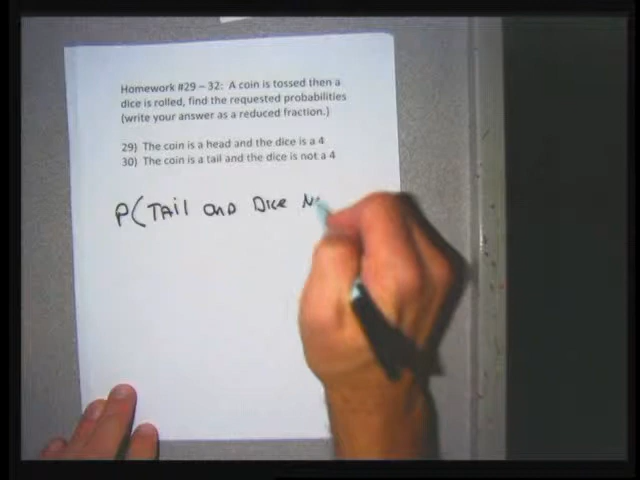 Homework #29 – 32: A coin is tossed then a
dice is rolled, find the requested probabilities
(write your answer as a reduced fraction.)
29) The coin is a head and the dice is a 4
30) The coin is a tail and the dice is not a 4
P(TAil and Dice